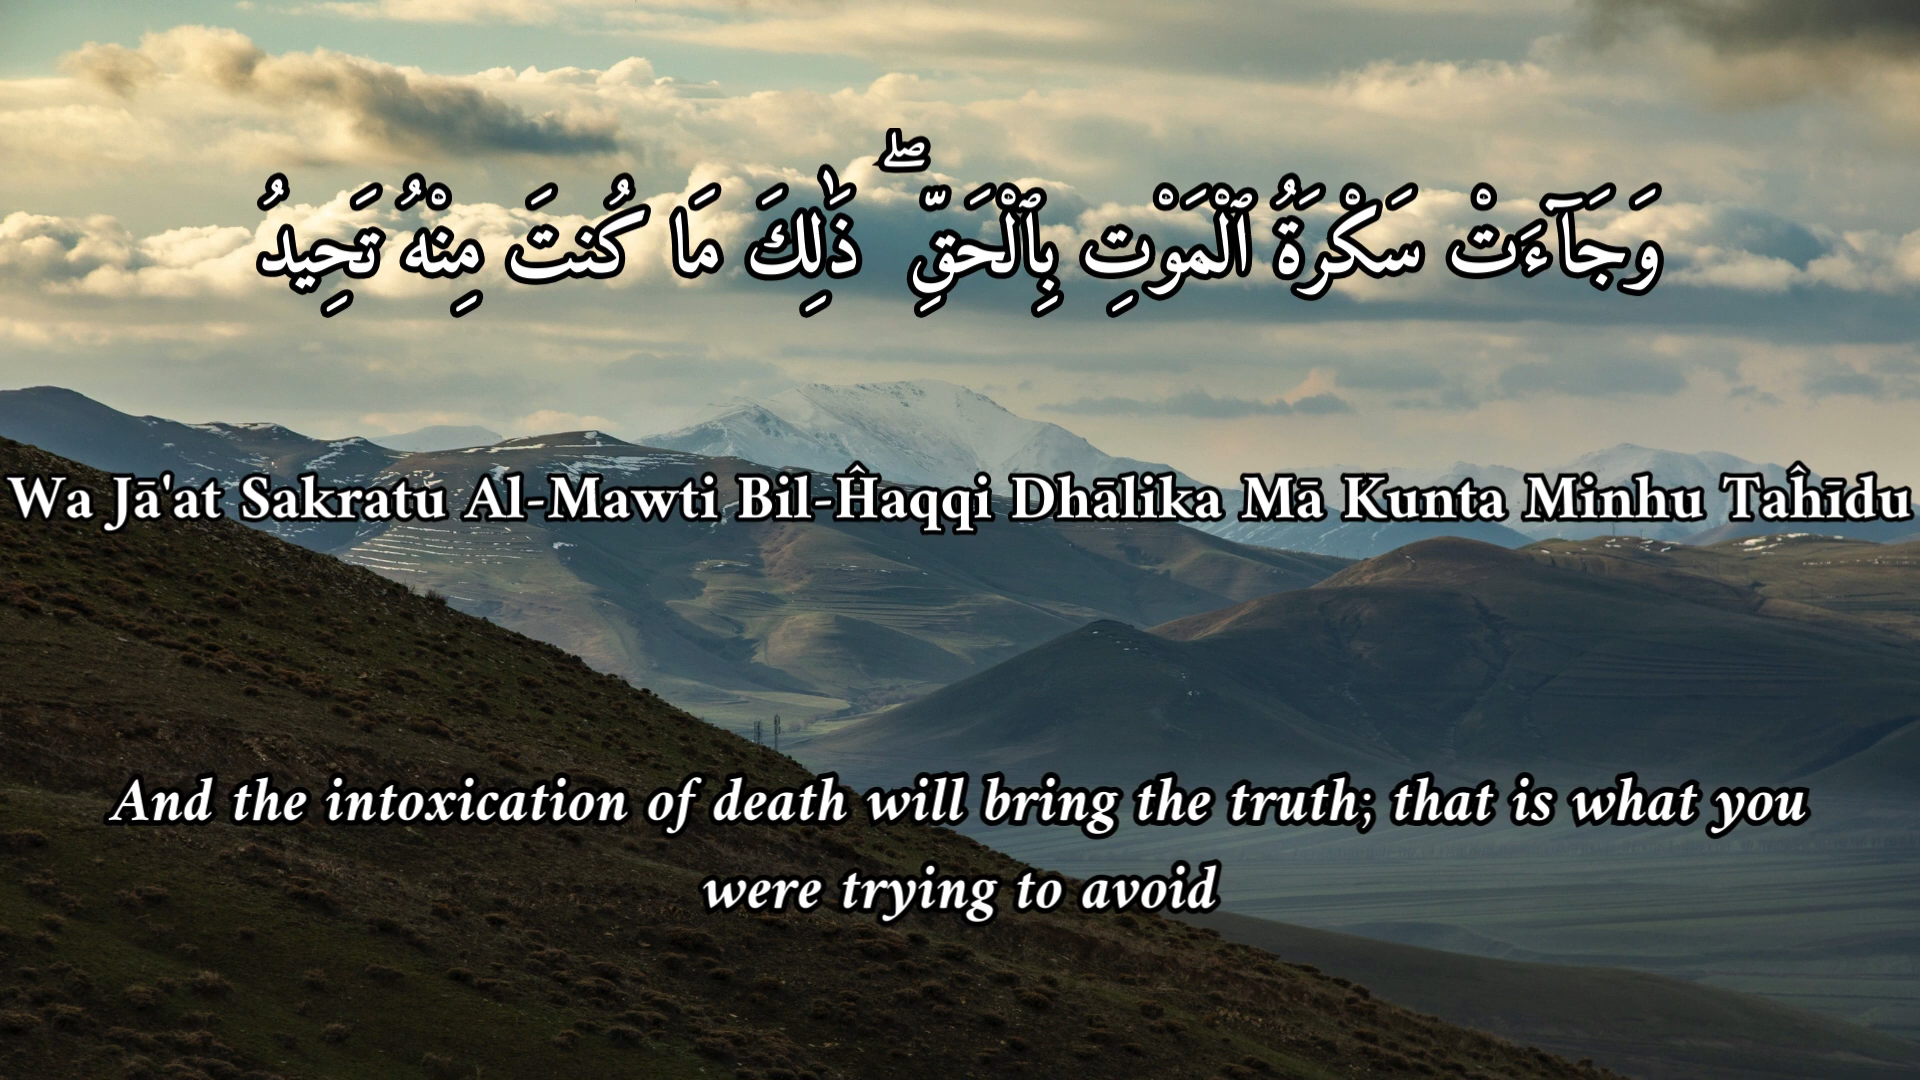 وَجَآءَتْ سَكْرَةُ ٱلْمَوْتِ بِٱلْحَقِّ ۖ ذَٰلِكَ مَا كُنتَ مِنْهُ تَحِيدُ
Wa Jā'at Sakratu Al-Mawti Bil-Ĥaqqi Dhālika Mā Kunta Minhu Taĥīdu
And the intoxication of death will bring the truth; that is what you
were trying to avoid